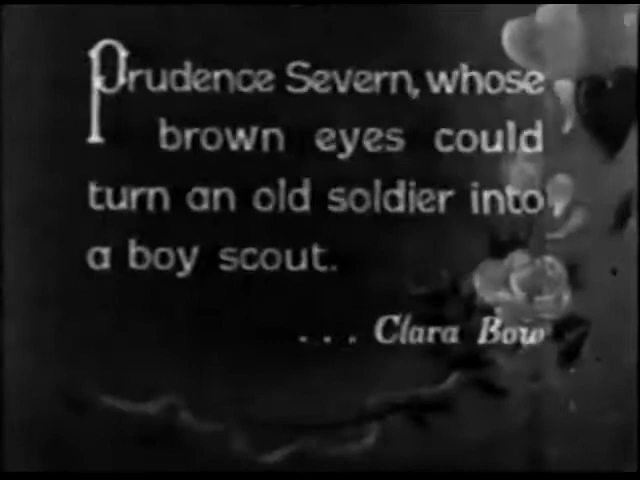 Prudence Severn, whose
brown eyes could
turn an old soldier into
a boy scout.
... Clara Bow